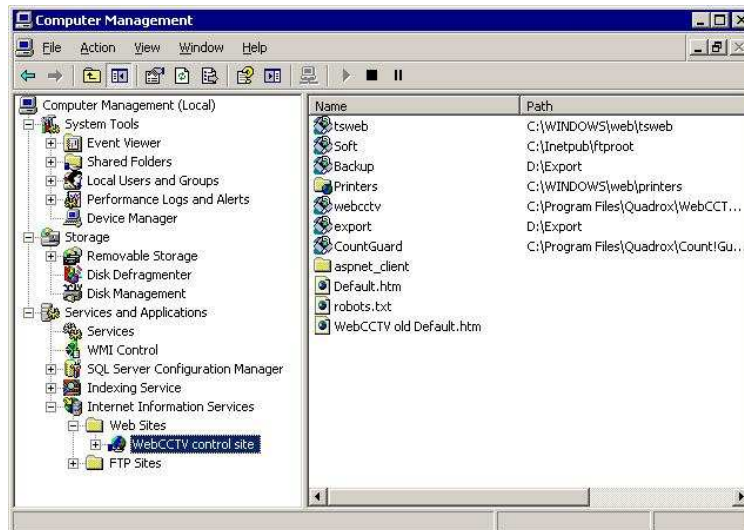 Computer Management
File Action View Window Help
Computer Management (Local)
System Tools
Event Viewer
Shared Folders
Local Users and Groups
Performance Logs and Alerts
Device Manager
Storage
Removable Storage
Disk Defragmenter
Disk Management
Services and Applications
Services
WMI Control
SQL Server Configuration Manager
Indexing Service
Internet Information Services
Web Sites
WebCCTV control site
FTP Sites
Name Path
tsweb C:\WINDOWS\web\tsweb
Soft C:\Inetpub\ftproot
Backup D:\Export
Printers C:\WINDOWS\web\printers
webcctv C:\Program Files\Quadrox\WebCCT...
export D:\Export
CountGuard C:\Program Files\Quadrox\Count!Gu...
aspnet_client
Default.htm
robots.txt
WebCCTV old Default.htm